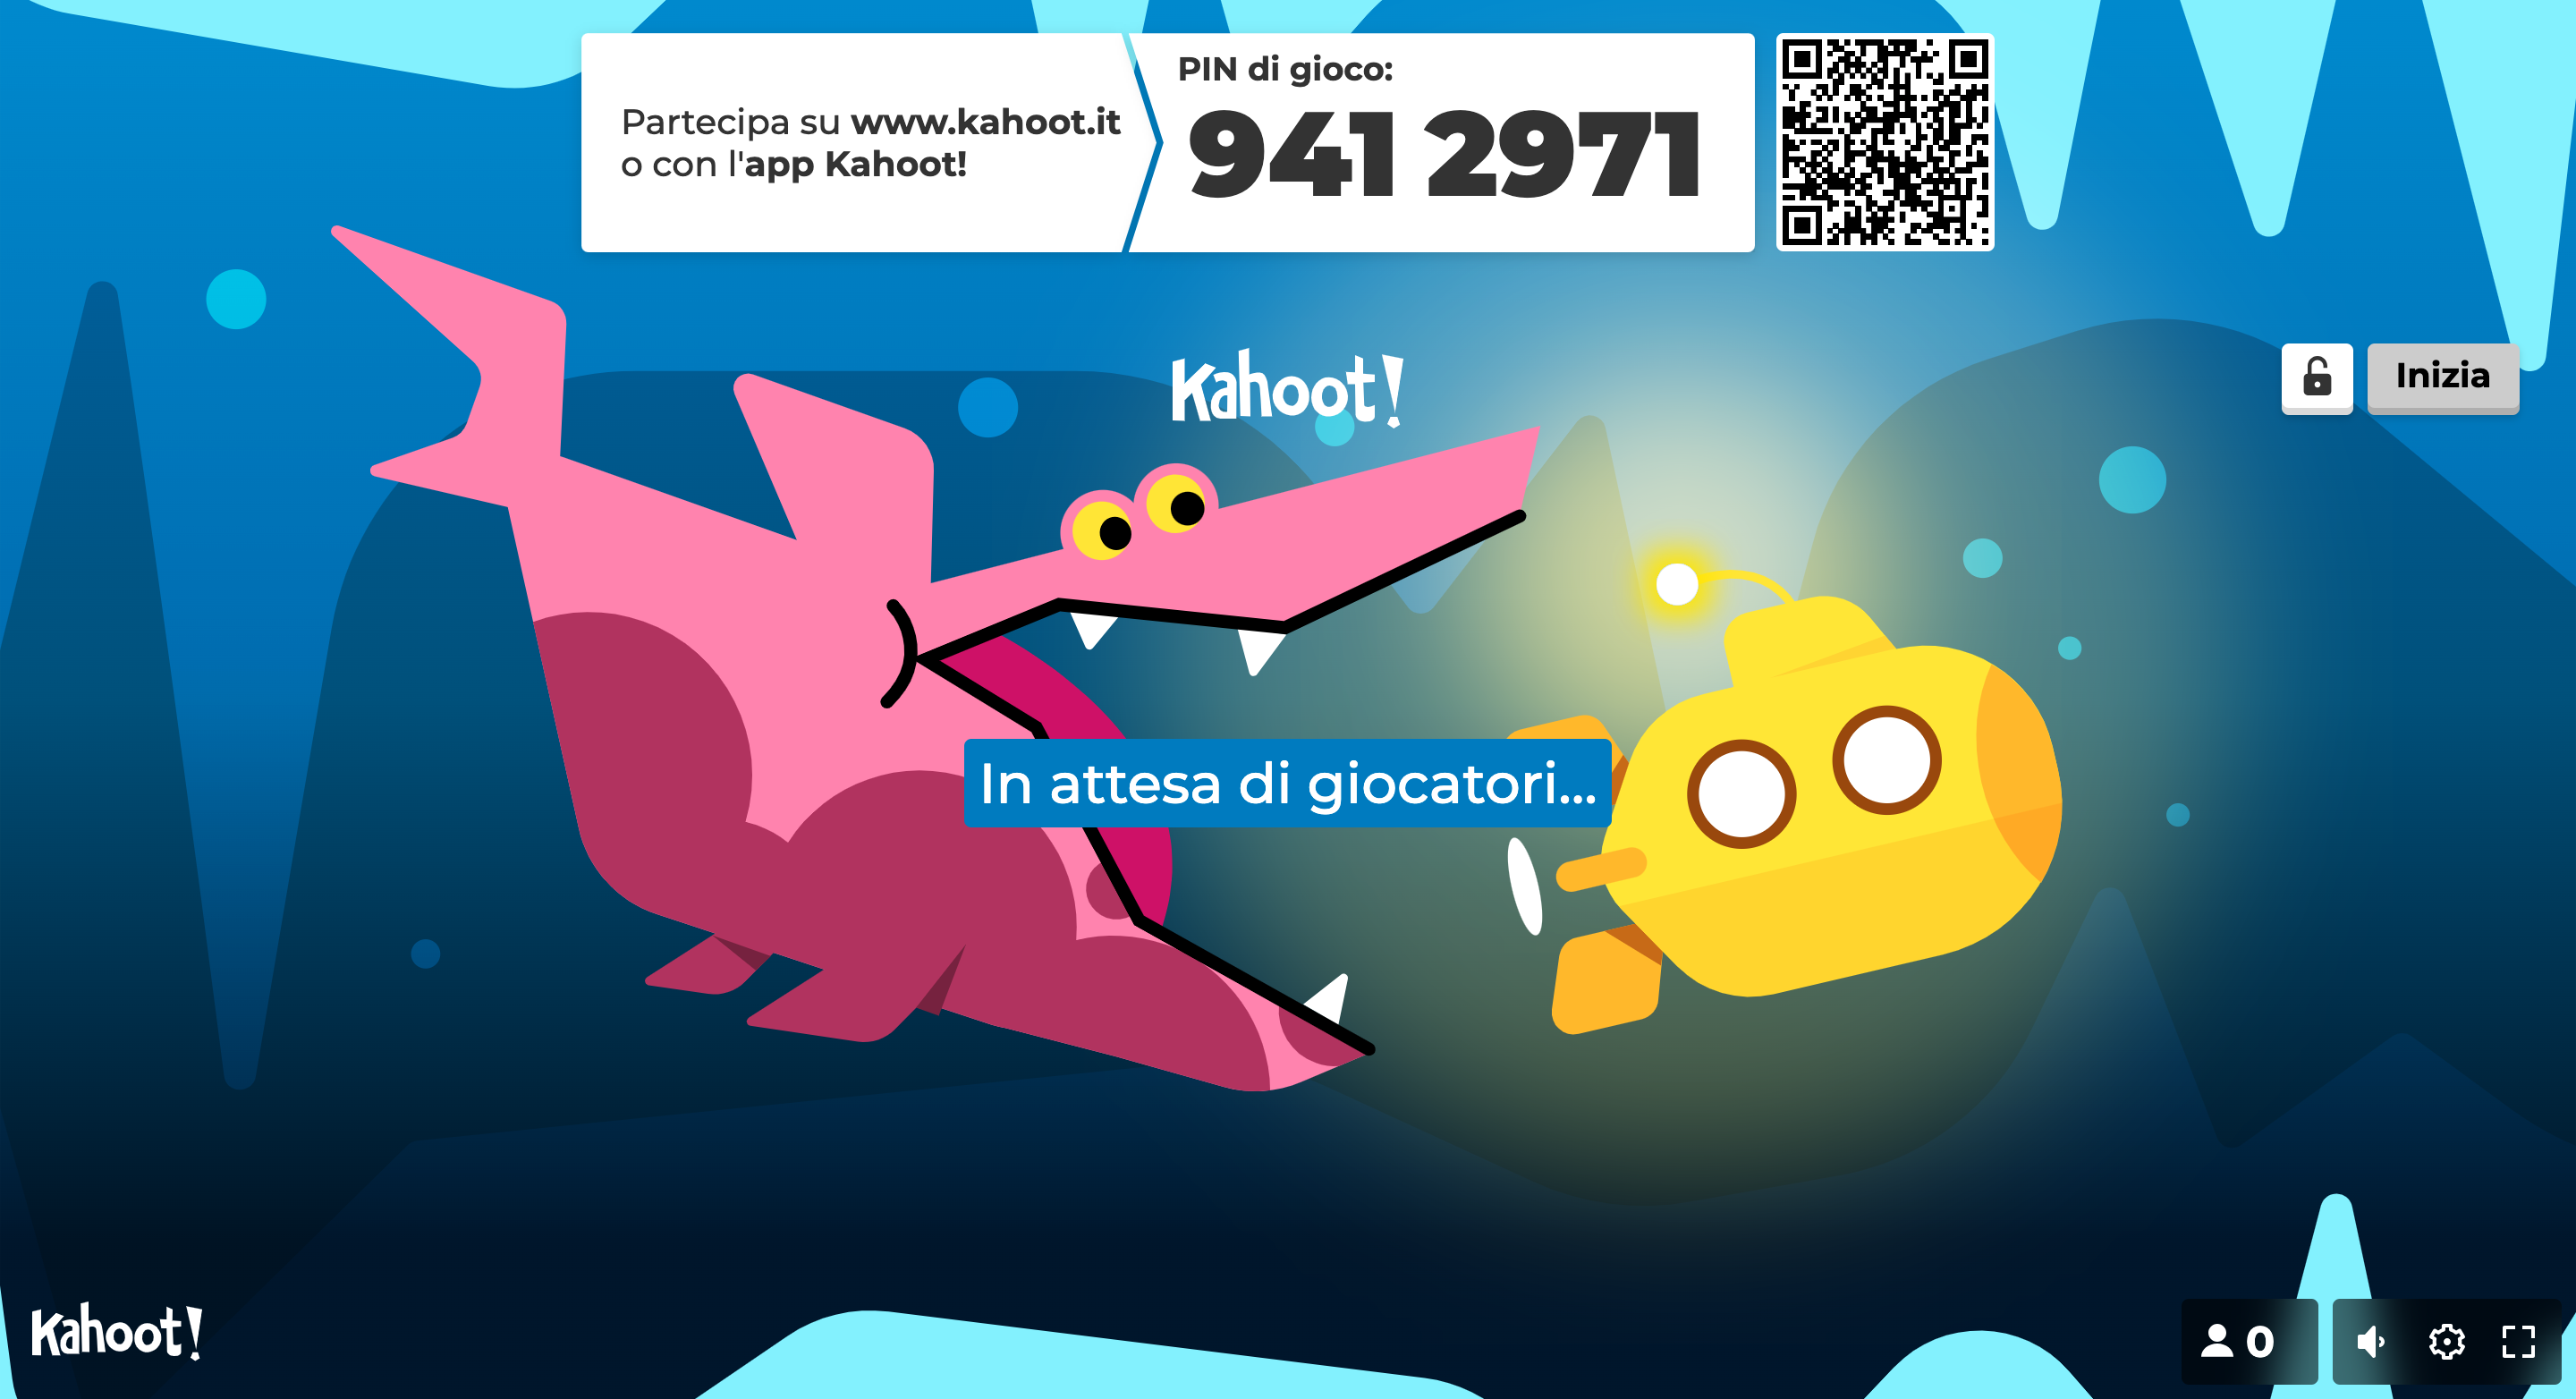 Partecipa su www.kahoot.it
o con l'app Kahoot!
PIN di gioco:
941 2971
Kahoot!
Inizia
In attesa di giocatori...
Kahoot!
0